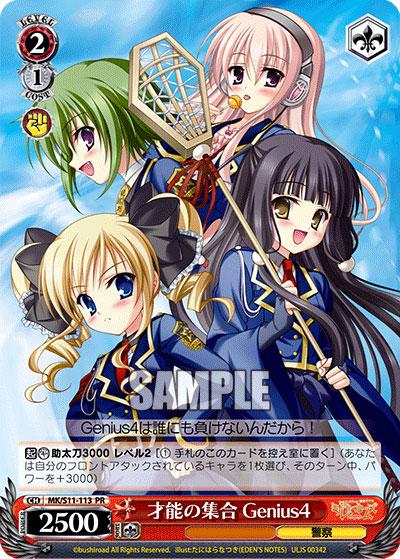 LEVEL
2
1
COST
SAMPLE
Genius4は誰にも負けないんだから！
起 助太刀3000 レベル2 [① 手札のこのカードを控え室に置く] (あなた
は自分のフロントアタックされているキャラを1枚選び、そのターン中、パ
ワーを+3000)
CH MK/S11-113 PR
POWER
2500
才能の集合 Genius4
警察
©bushiroad All Rights Reserved. illust:たにはらなつき(EDEN'S NOTES) ULJS 00342